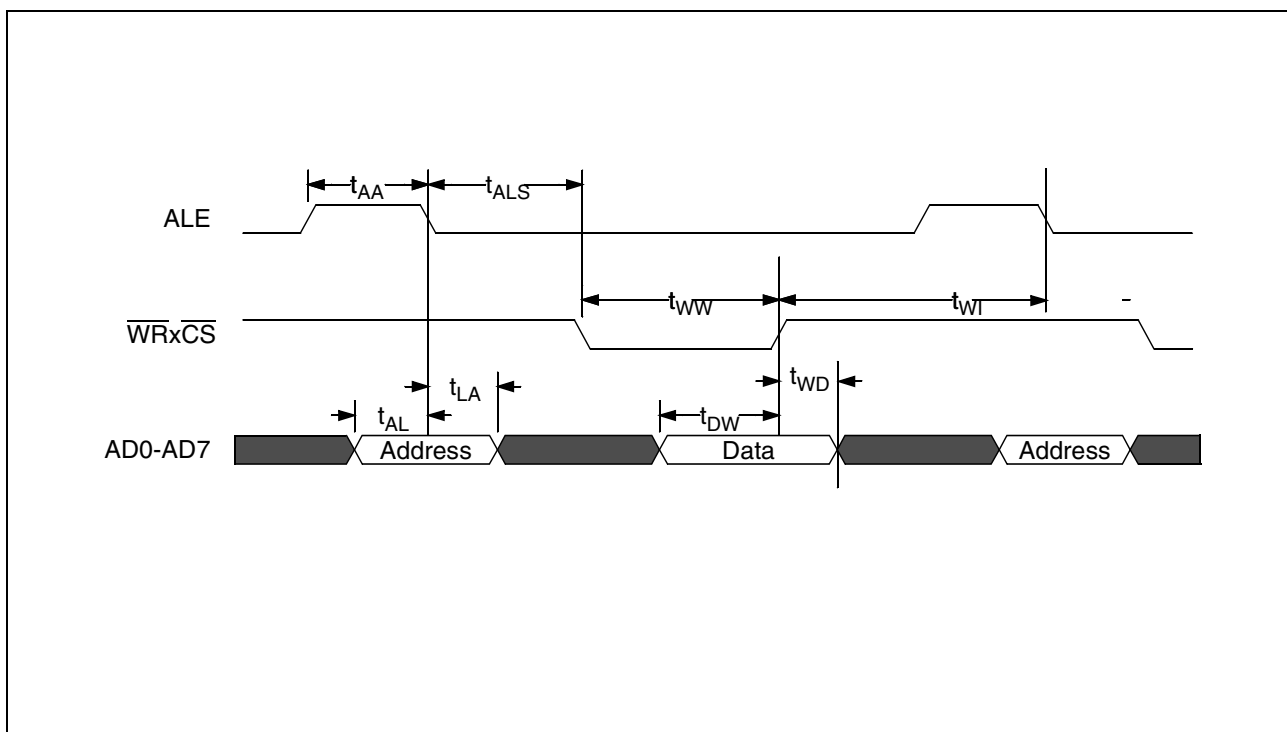 tAA
tALS
ALE
tWW
tWI
WRxCS
tLA
tWD
tAL
tDW
AD0-AD7
Address
Data
Address